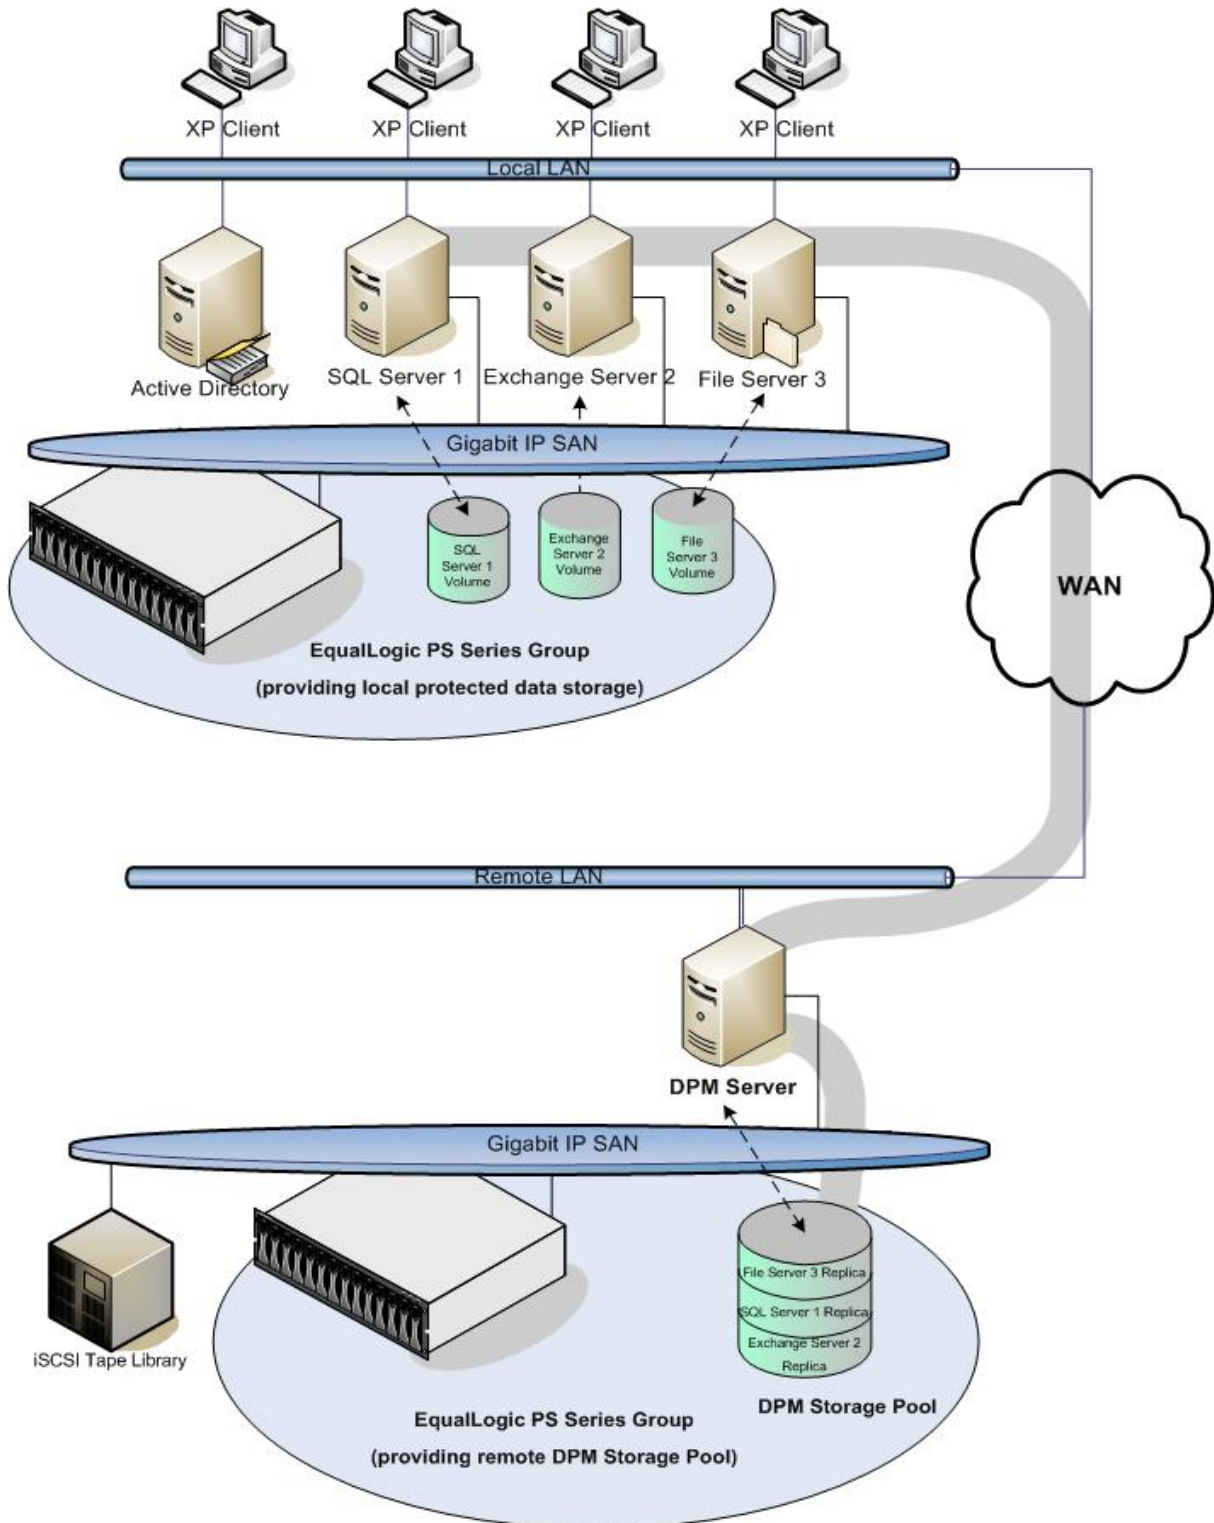 XP Client
XP Client
XP Client
XP Client
Local LAN
Active Directory
SQL Server 1
Exchange Server 2
File Server 3
Gigabit IP SAN
SQL
Server 1
Volume
Exchange
Server 2
Volume
File
Server 3
Volume
WAN
EqualLogic PS Series Group
(providing local protected data storage)
Remote LAN
DPM Server
Gigabit IP SAN
File Server 3 Replica
SQL Server 1 Replica
Exchange Server 2
Replica
iSCSI Tape Library
DPM Storage Pool
EqualLogic PS Series Group
(providing remote DPM Storage Pool)